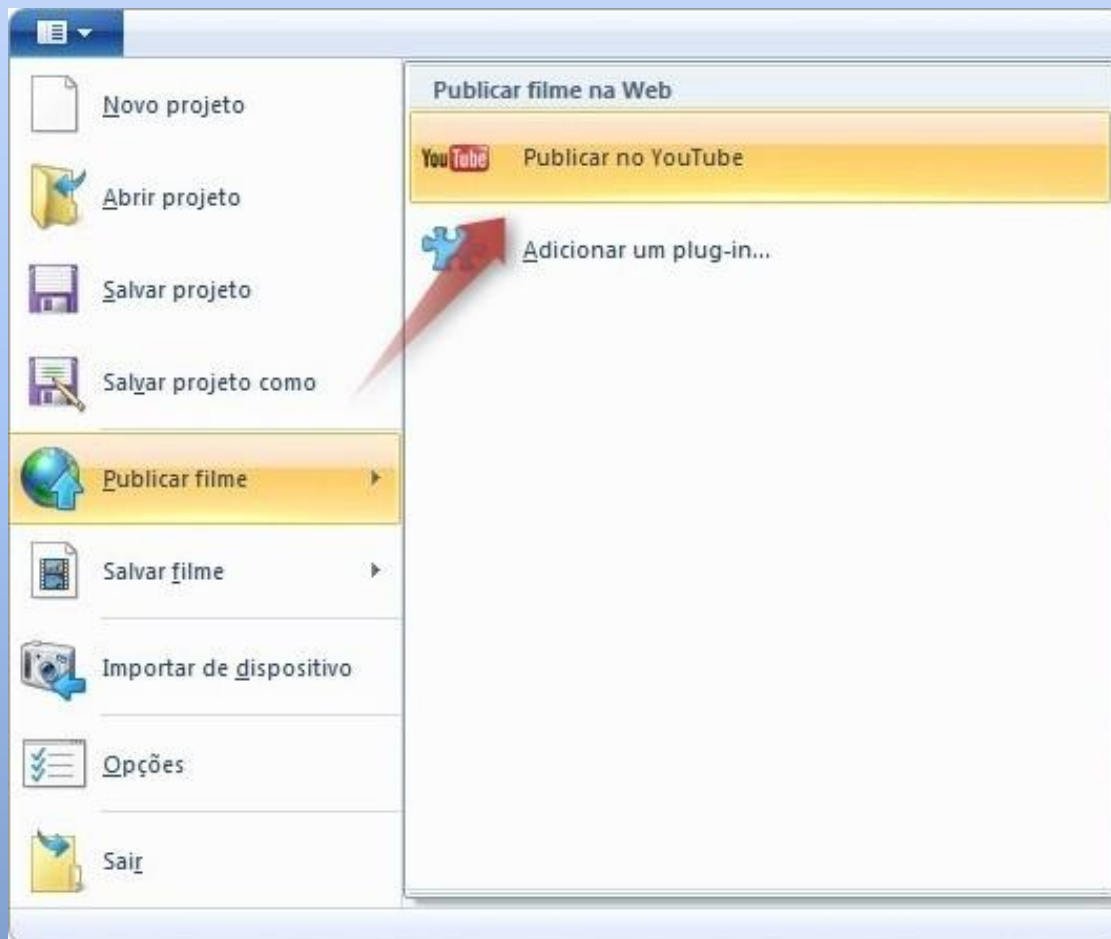 Novo projeto
Abrir projeto
Salvar projeto
Salvar projeto como
Publicar filme
Salvar filme
Importar de dispositivo
Opções
Sair
Publicar filme na Web
YouTube Publicar no YouTube
Adicionar um plug-in...